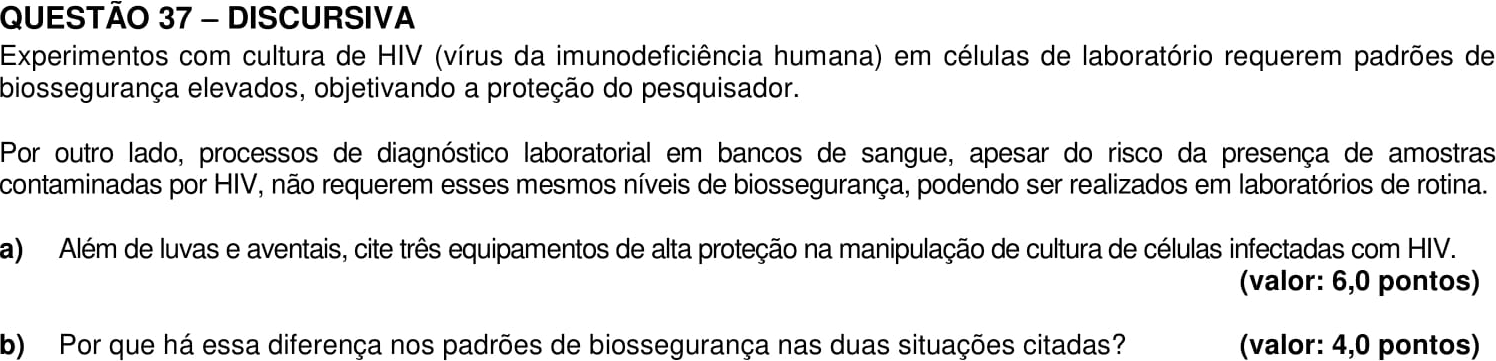 QUESTÃO 37 – DISCURSIVA
Experimentos com cultura de HIV (vírus da imunodeficiência humana) em células de laboratório requerem padrões de
biossegurança elevados, objetivando a proteção do pesquisador.
Por outro lado, processos de diagnóstico laboratorial em bancos de sangue, apesar do risco da presença de amostras
contaminadas por HIV, não requerem esses mesmos níveis de biossegurança, podendo ser realizados em laboratórios de rotina.
a) Além de luvas e aventais, cite três equipamentos de alta proteção na manipulação de cultura de células infectadas com HIV.
(valor: 6,0 pontos)
b) Por que há essa diferença nos padrões de biossegurança nas duas situações citadas? (valor: 4,0 pontos)